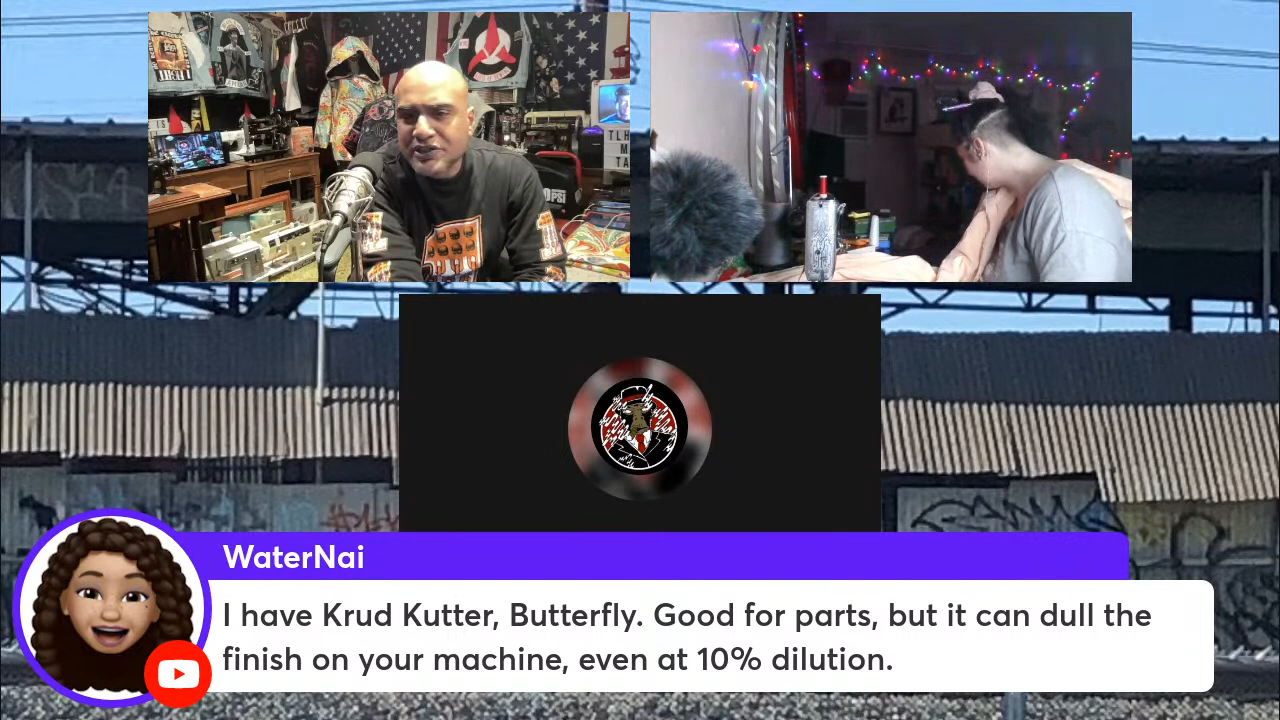 WaterNai
I have Krud Kutter, Butterfly. Good for parts, but it can dull the
finish on your machine, even at 10% dilution.